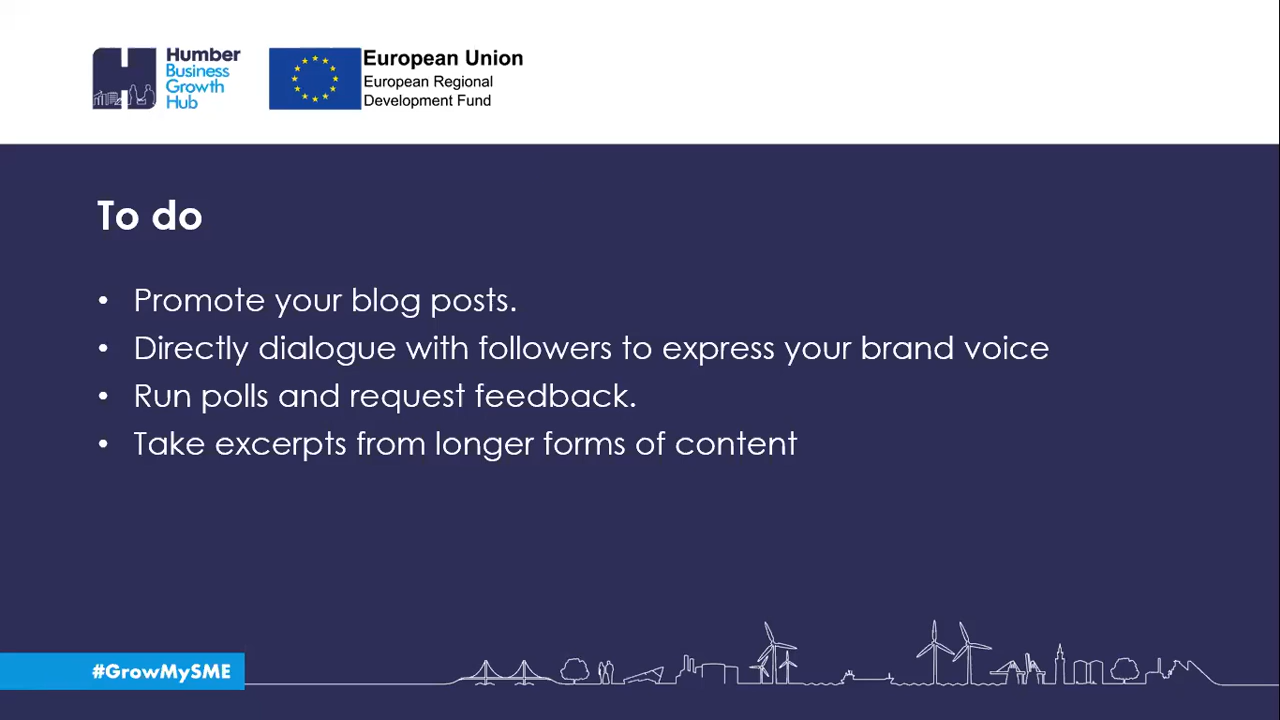 Humber
Business
Growth
Hub
European Union
European Regional
Development Fund
To do
• Promote your blog posts.
• Directly dialogue with followers to express your brand voice
• Run polls and request feedback.
• Take excerpts from longer forms of content
#GrowMySME